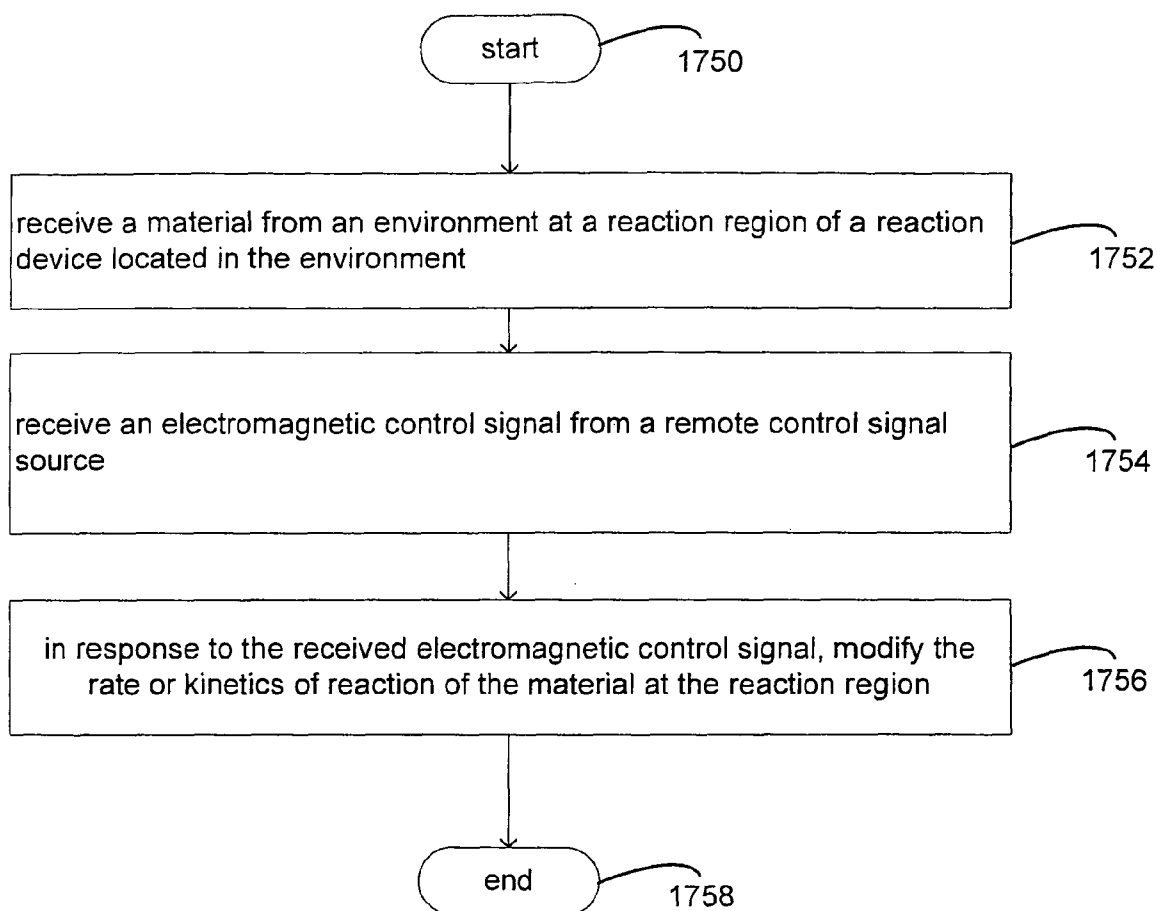 start
1750
receive a material from an environment at a reaction region of a reaction
device located in the environment
1752
receive an electromagnetic control signal from a remote control signal
source
1754
in response to the received electromagnetic control signal, modify the
rate or kinetics of reaction of the material at the reaction region
1756
end
1758